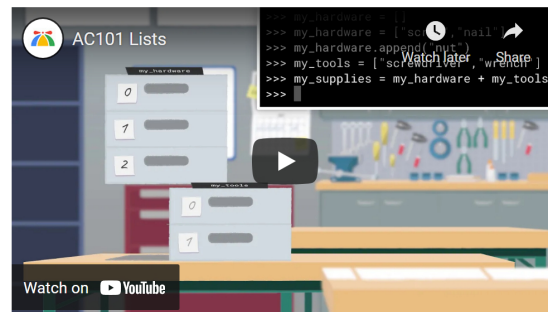 AC101 Lists
>>> my_hardware = []
>>> my_hardware = ["screw","nail"]
>>> my_hardware.append("nut")
>>> my_tools = ["screwdriver","wrench"]
>>> my_supplies = my_hardware + my_tools
>>>
Watch later
Share
my_hardware
0
1
2
my_tools
0
1
Watch on YouTube